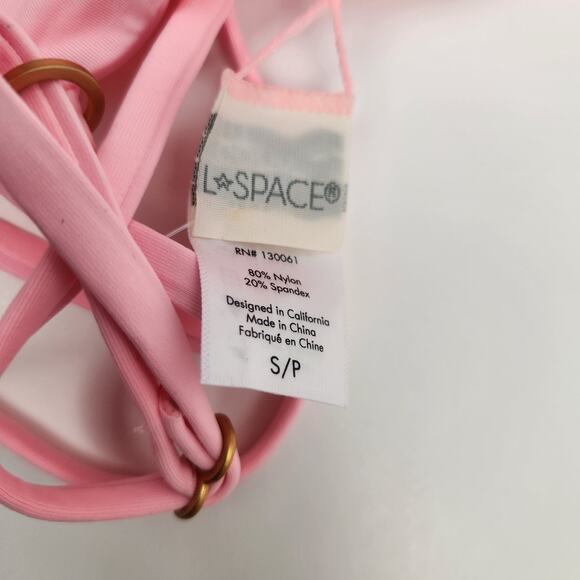 L☆SPACE®
RN# 130061
80% Nylon
20% Spandex
Designed in California
Made in China
Fabriqué en Chine
S/P